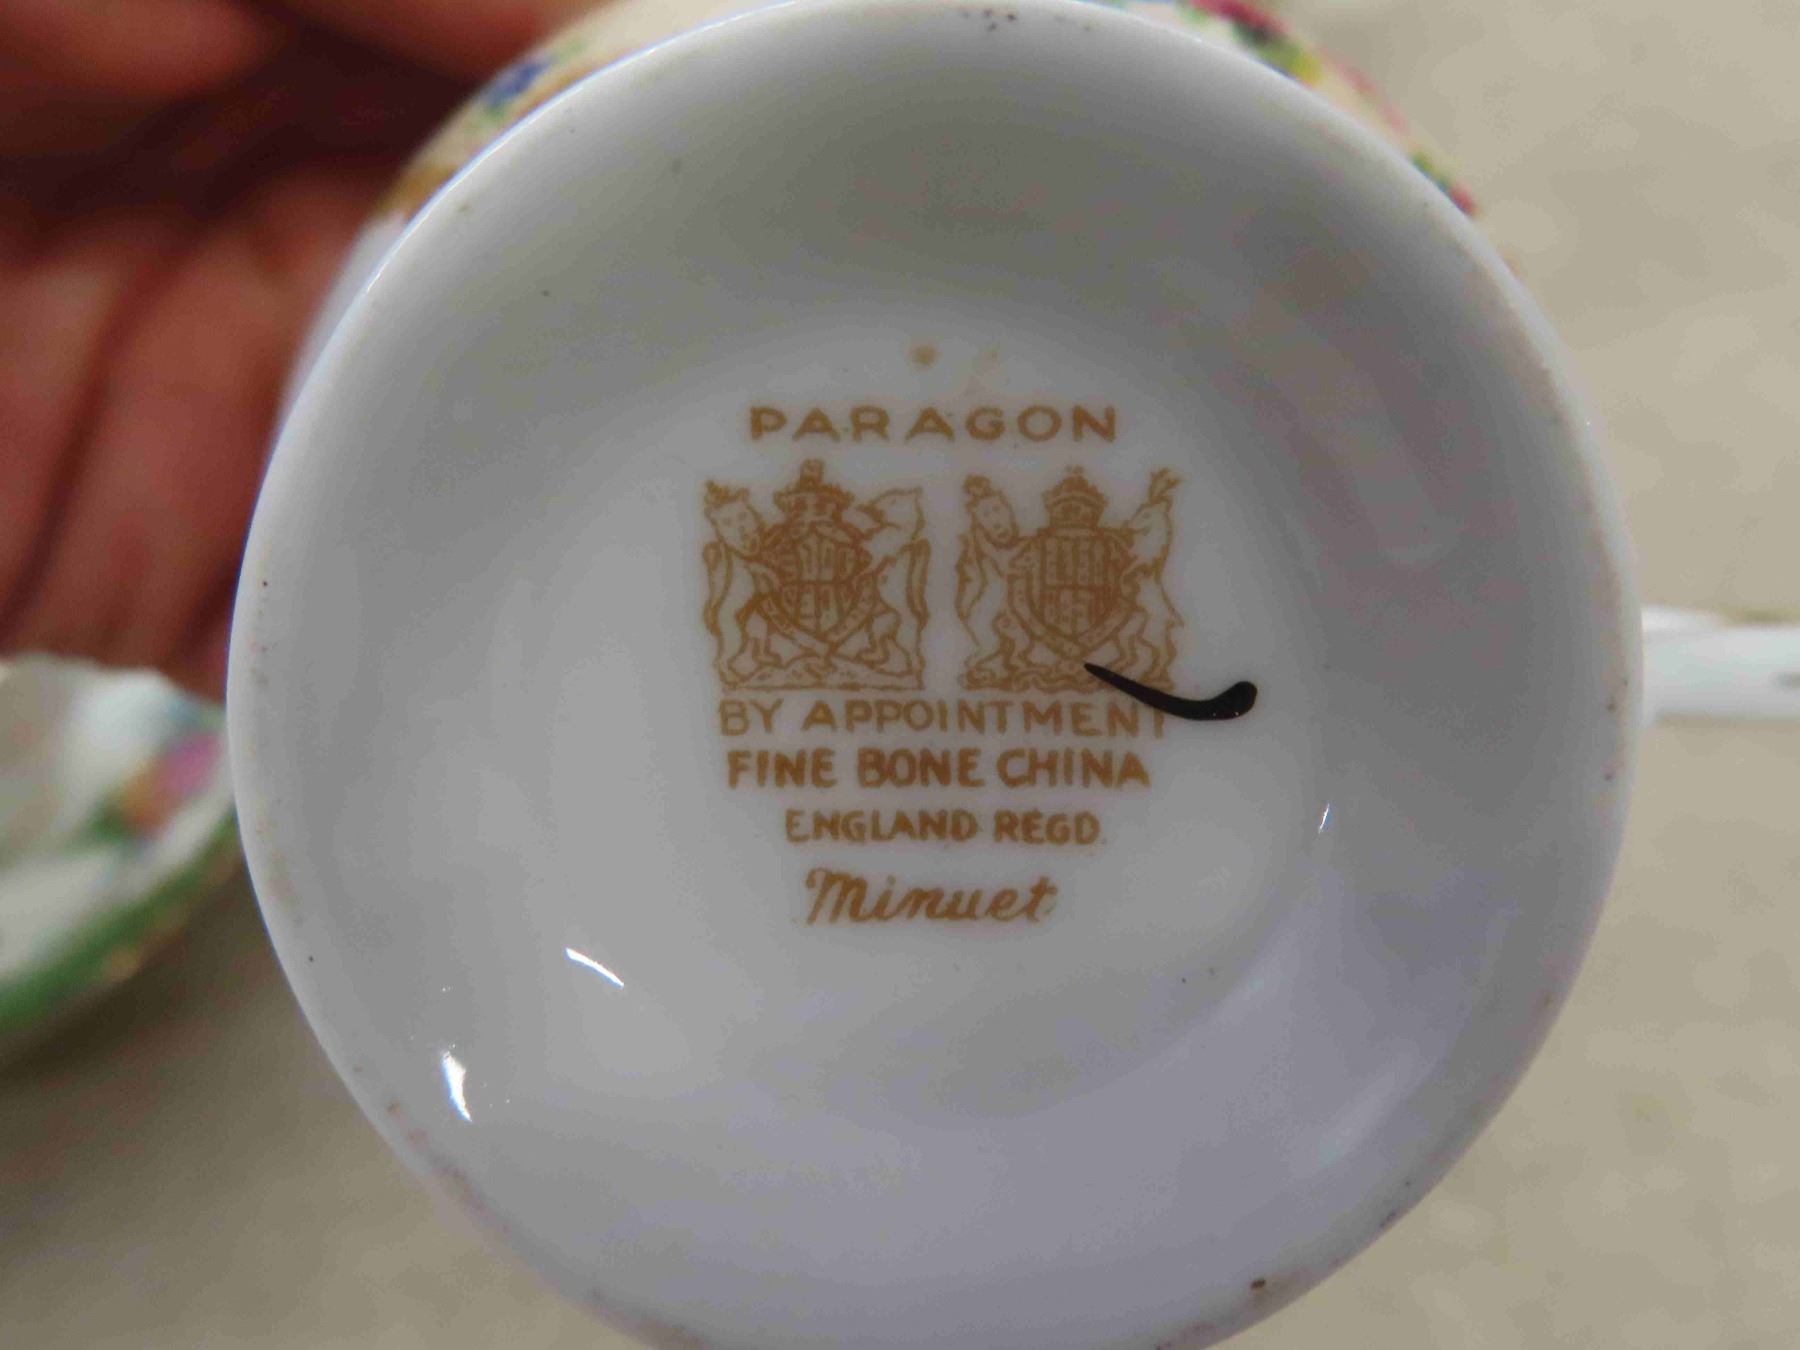 PARAGON
BY APPOINTMENT
FINE BONE CHINA
ENGLAND REGD.
Minuet